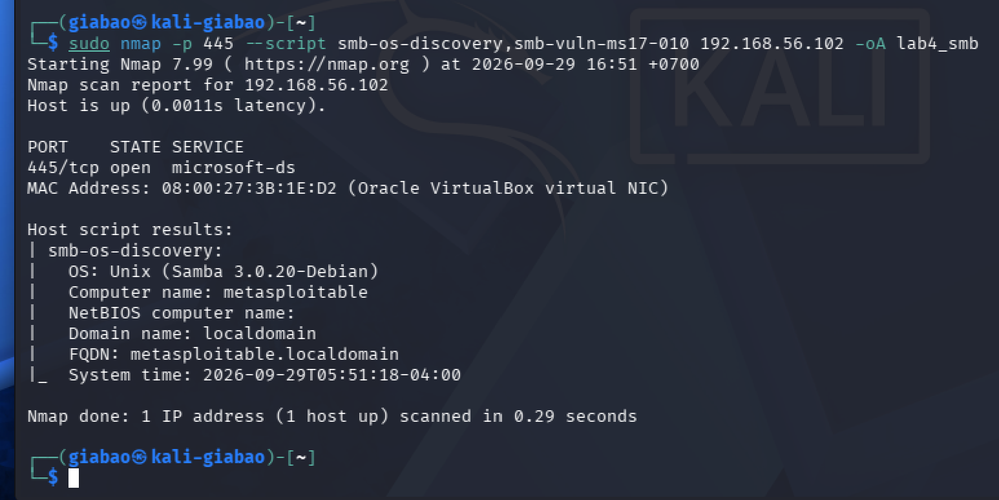 ┌──(giabao㉿kali-giabao)-[~]
└─$ sudo nmap -p 445 --script smb-os-discovery,smb-vuln-ms17-010 192.168.56.102 -oA lab4_smb
Starting Nmap 7.99 ( https://nmap.org ) at 2026-09-29 16:51 +0700
Nmap scan report for 192.168.56.102
Host is up (0.0011s latency).
PORT    STATE SERVICE
445/tcp open  microsoft-ds
MAC Address: 08:00:27:3B:1E:D2 (Oracle VirtualBox virtual NIC)
Host script results:
| smb-os-discovery:
|   OS: Unix (Samba 3.0.20-Debian)
|   Computer name: metasploitable
|   NetBIOS computer name:
|   Domain name: localdomain
|   FQDN: metasploitable.localdomain
|_  System time: 2026-09-29T05:51:18-04:00
Nmap done: 1 IP address (1 host up) scanned in 0.29 seconds
┌──(giabao㉿kali-giabao)-[~]
└─$
KALI